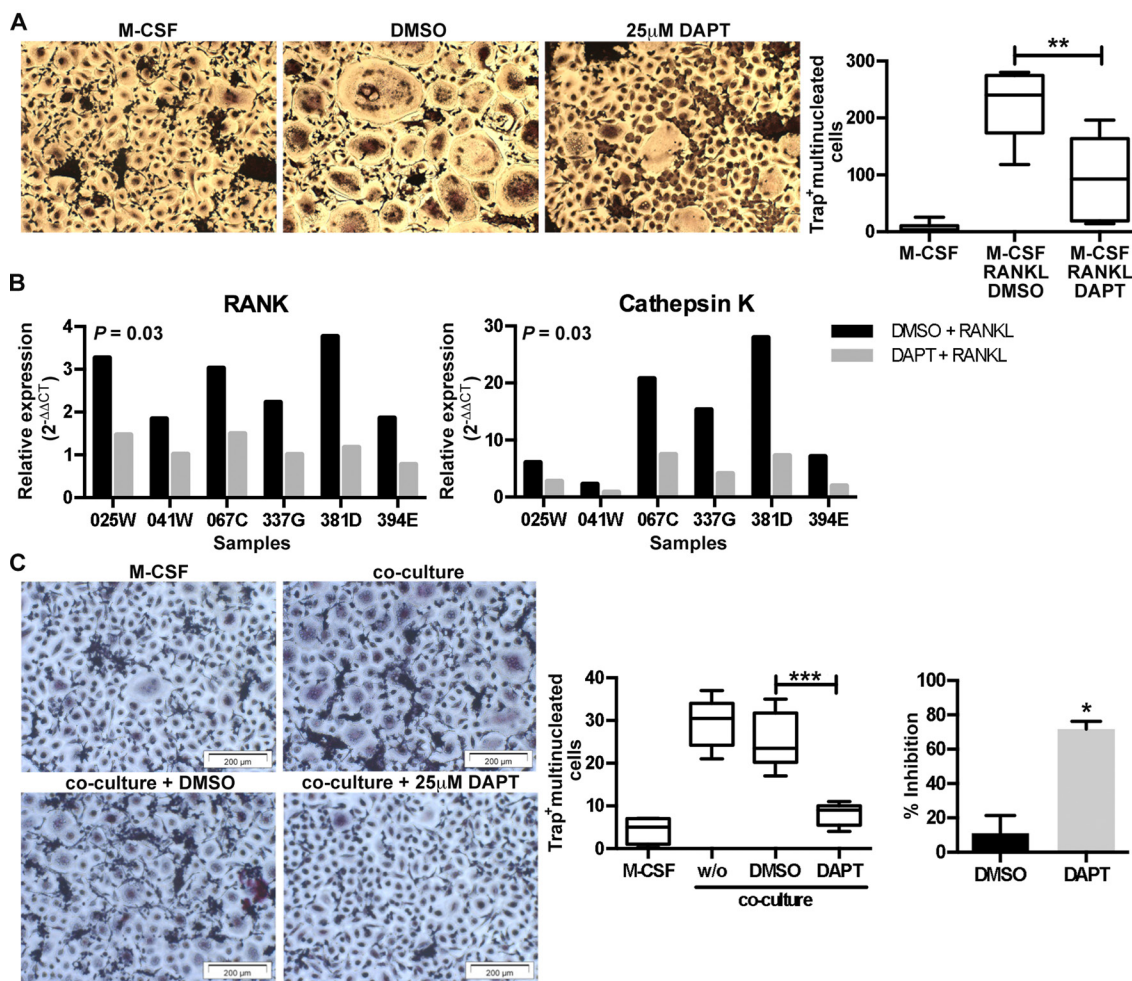 A
M-CSF
DMSO
25μM DAPT
**
300
200
100
0
Trap+multinucleated
cells
M-CSF
M-CSF
RANKL
DMSO
M-CSF
RANKL
DAPT
B
RANK
P = 0.03
4
3
2
1
0
Relative expression
(2-ΔΔCT)
025W 041W 067C 337G 381D 394E
Samples
Cathepsin K
P = 0.03
30
20
10
0
Relative expression
(2-ΔΔCT)
025W 041W 067C 337G 381D 394E
Samples
DMSO + RANKL
DAPT + RANKL
C
M-CSF
co-culture
200 μm
200 μm
co-culture + DMSO
co-culture + 25μM DAPT
200 μm
200 μm
***
40
30
20
10
0
Trap+multinucleated
cells
M-CSF w/o DMSO DAPT
co-culture
*
100
80
60
40
20
0
% Inhibition
DMSO DAPT